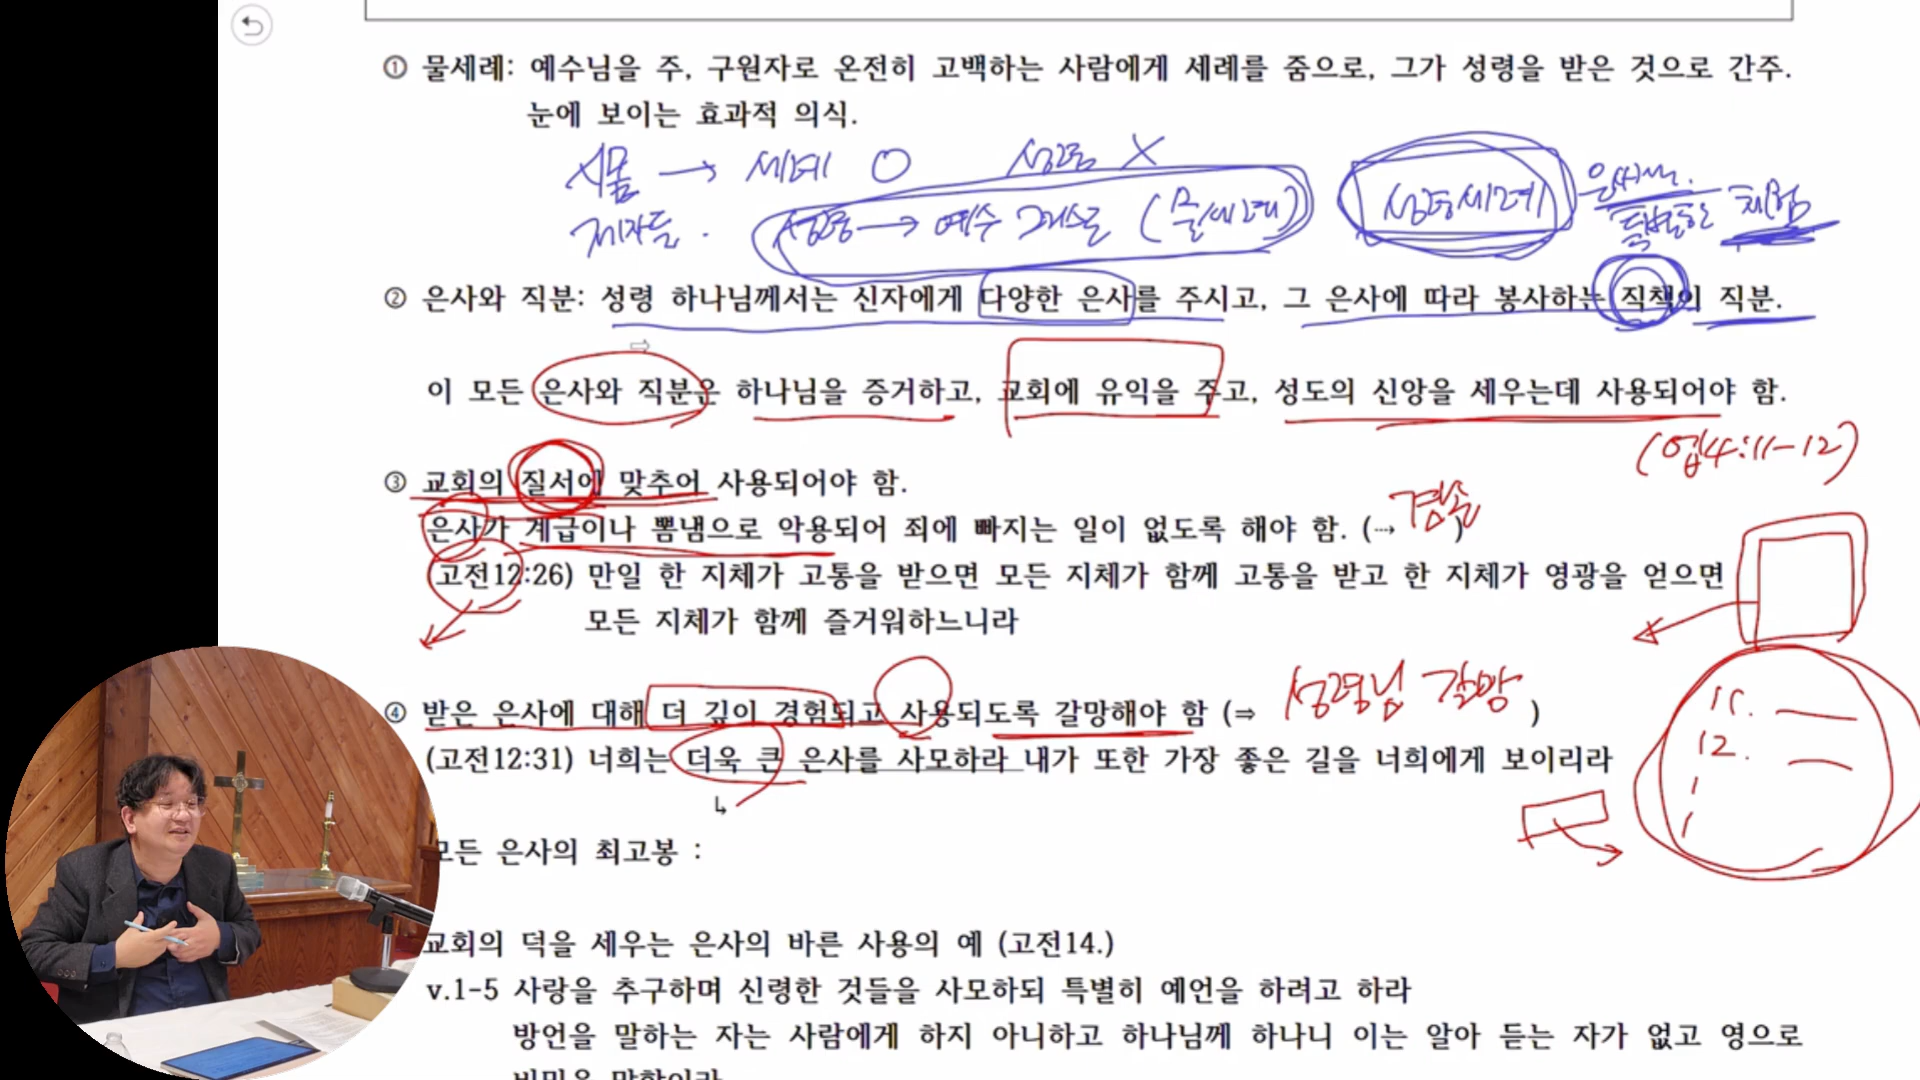 ① 물세례: 예수님을 주, 구원자로 온전히 고백하는 사람에게 세례를 줌으로, 그가 성령을 받은 것으로 간주.
눈에 보이는 효과적 의식.
시몬 → 세례 O 성령 X
제자들. 성령 → 예수 그리스도 (물세례) 성령세례 은사 특별한 체험
② 은사와 직분: 성령 하나님께서는 신자에게 다양한 은사를 주시고, 그 은사에 따라 봉사하는 직책이 직분.
⇨
이 모든 은사와 직분은 하나님을 증거하고, 교회에 유익을 주고, 성도의 신앙을 세우는데 사용되어야 함.
(엡4:11-12)
③ 교회의 질서에 맞추어 사용되어야 함.
은사가 계급이나 뽐냄으로 악용되어 죄에 빠지는 일이 없도록 해야 함. (⇢ 겸손 )
고전12:26) 만일 한 지체가 고통을 받으면 모든 지체가 함께 고통을 받고 한 지체가 영광을 얻으면
모든 지체가 함께 즐거워하느니라
④ 받은 은사에 대해 더 깊이 경험되고 사용되도록 갈망해야 함 (⇒ 성령님 갈망 )
11.
12.
(고전12:31) 너희는 더욱 큰 은사를 사모하라 내가 또한 가장 좋은 길을 너희에게 보이리라
↳
모든 은사의 최고봉 :
교회의 덕을 세우는 은사의 바른 사용의 예 (고전14.)
v.1-5 사랑을 추구하며 신령한 것들을 사모하되 특별히 예언을 하려고 하라
방언을 말하는 자는 사람에게 하지 아니하고 하나님께 하나니 이는 알아 듣는 자가 없고 영으로
비밀을 말함이라